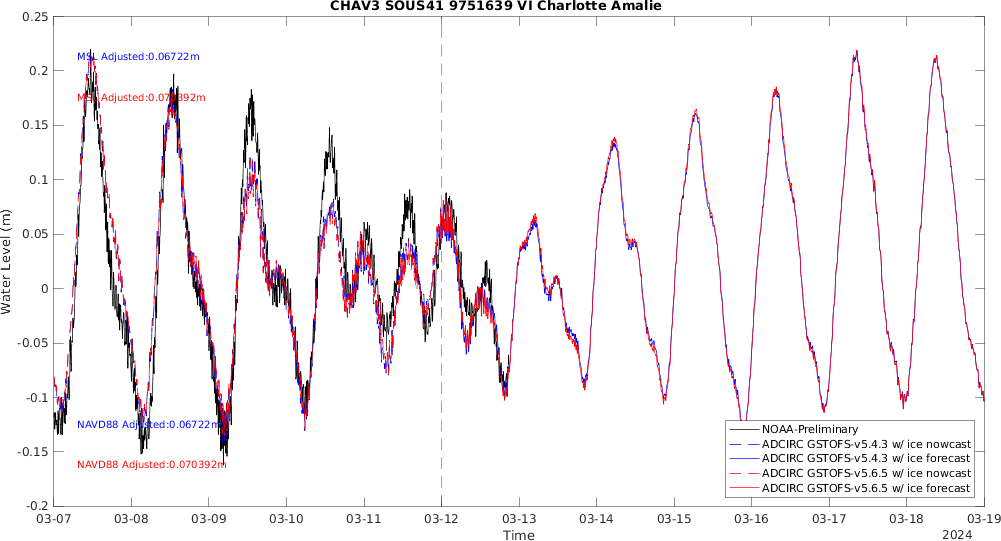 CHAV3 SOUS41 9751639 VI Charlotte Amalie
0.25
0.2
0.15
0.1
0.05
0
-0.05
-0.1
-0.15
-0.2
Water Level (m)
MSL Adjusted:0.06722m
MSL Adjusted:0.070392m
NAVD88 Adjusted:0.06722m
NAVD88 Adjusted:0.070392m
NOAA-Preliminary
ADCIRC GSTOFS-v5.4.3 w/ ice nowcast
ADCIRC GSTOFS-v5.4.3 w/ ice forecast
ADCIRC GSTOFS-v5.6.5 w/ ice nowcast
ADCIRC GSTOFS-v5.6.5 w/ ice forecast
03-07 03-08 03-09 03-10 03-11 03-12 03-13 03-14 03-15 03-16 03-17 03-18 03-19
Time
2024